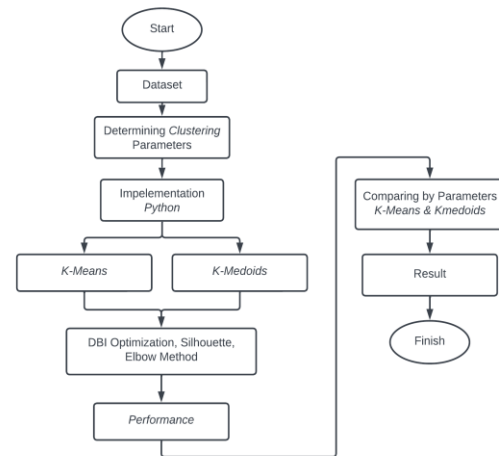 Start
Dataset
Determining Clustering
Parameters
Impelementation
Python
K-Means
K-Medoids
DBI Optimization, Silhouette,
Elbow Method
Performance
Comparing by Parameters
K-Means & Kmedoids
Result
Finish